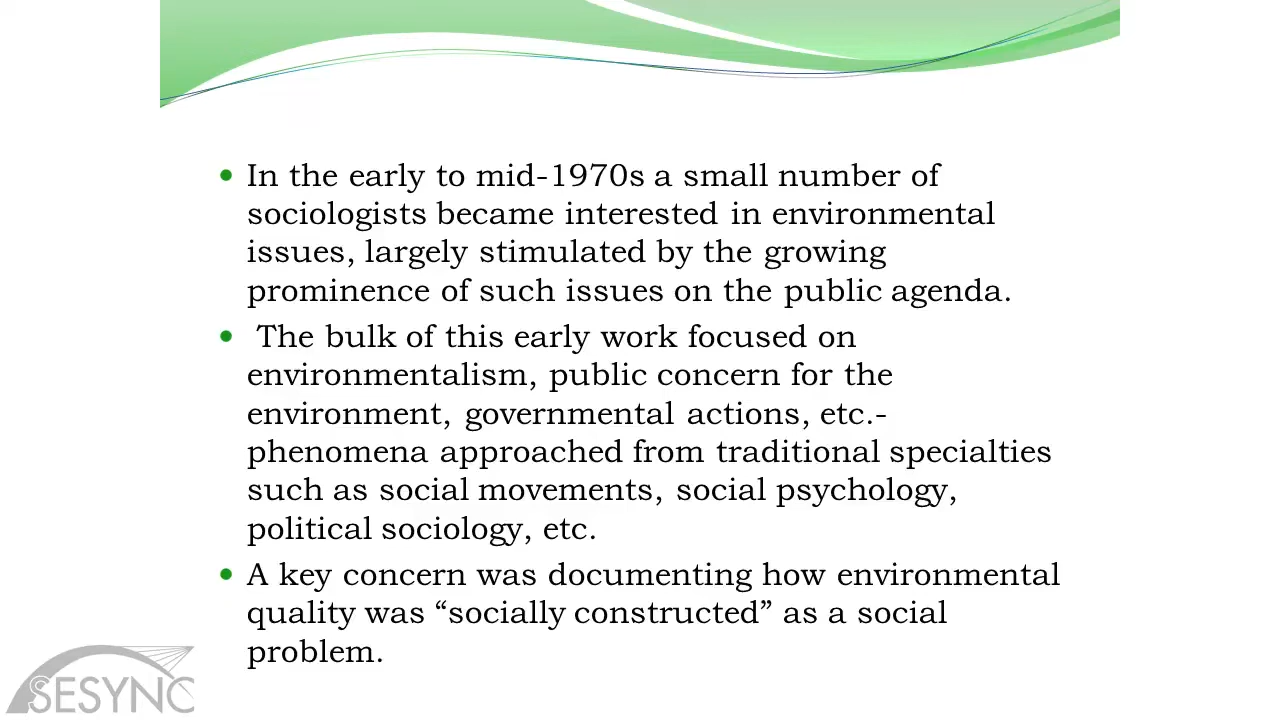 In the early to mid-1970s a small number of
sociologists became interested in environmental
issues, largely stimulated by the growing
prominence of such issues on the public agenda.
The bulk of this early work focused on
environmentalism, public concern for the
environment, governmental actions, etc.-
phenomena approached from traditional specialties
such as social movements, social psychology,
political sociology, etc.
A key concern was documenting how environmental
quality was “socially constructed” as a social
problem.
SESYNC